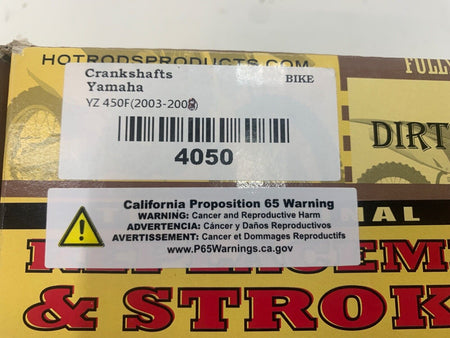 HOTRODSPRODUCTS.COM
FULLY
Crankshafts
BIKE
Yamaha
YZ 450F(2003-200
4050
DIRT
California Proposition 65 Warning
WARNING: Cancer and Reproductive Harm
ADVERTENCIA: Cáncer y Daños Reproductivos
AVERTISSEMENT: Cancer et Dommages Reproductifs
www.P65Warnings.ca.gov
& STROK